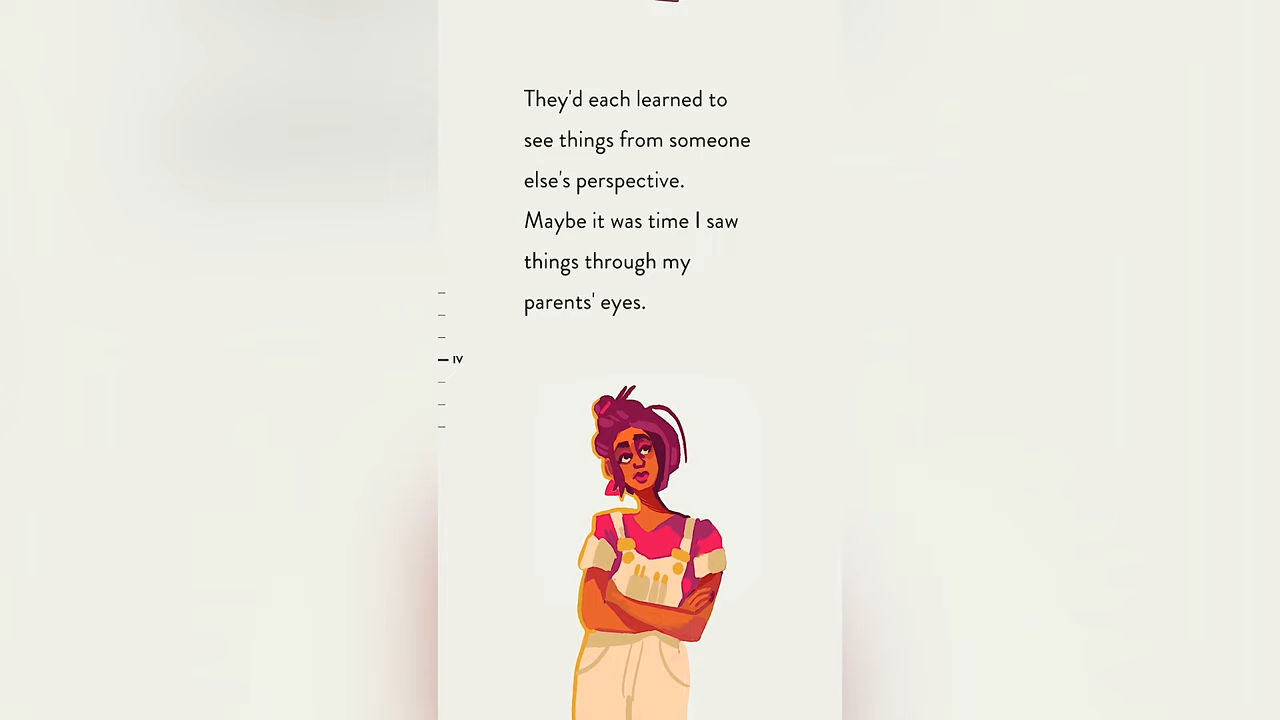 They'd each learned to
see things from someone
else's perspective.
Maybe it was time I saw
things through my
parents' eyes.
IV